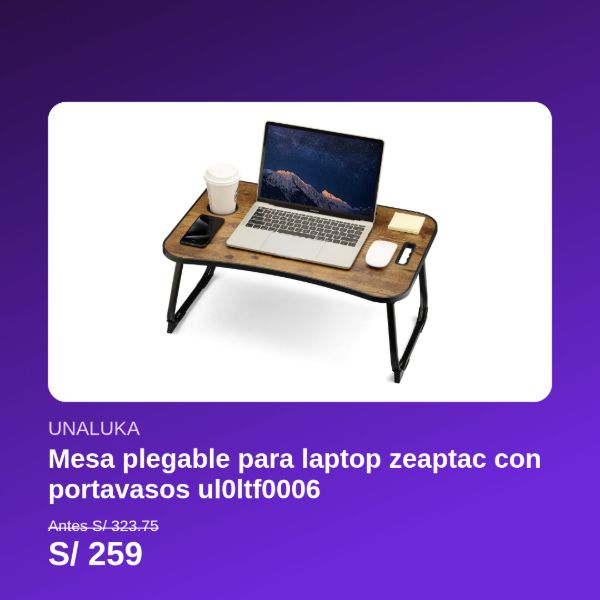 UNALUKA
Mesa plegable para laptop zeaptac con
portavasos ul0ltf0006
Antes S/ 323.75
S/ 259